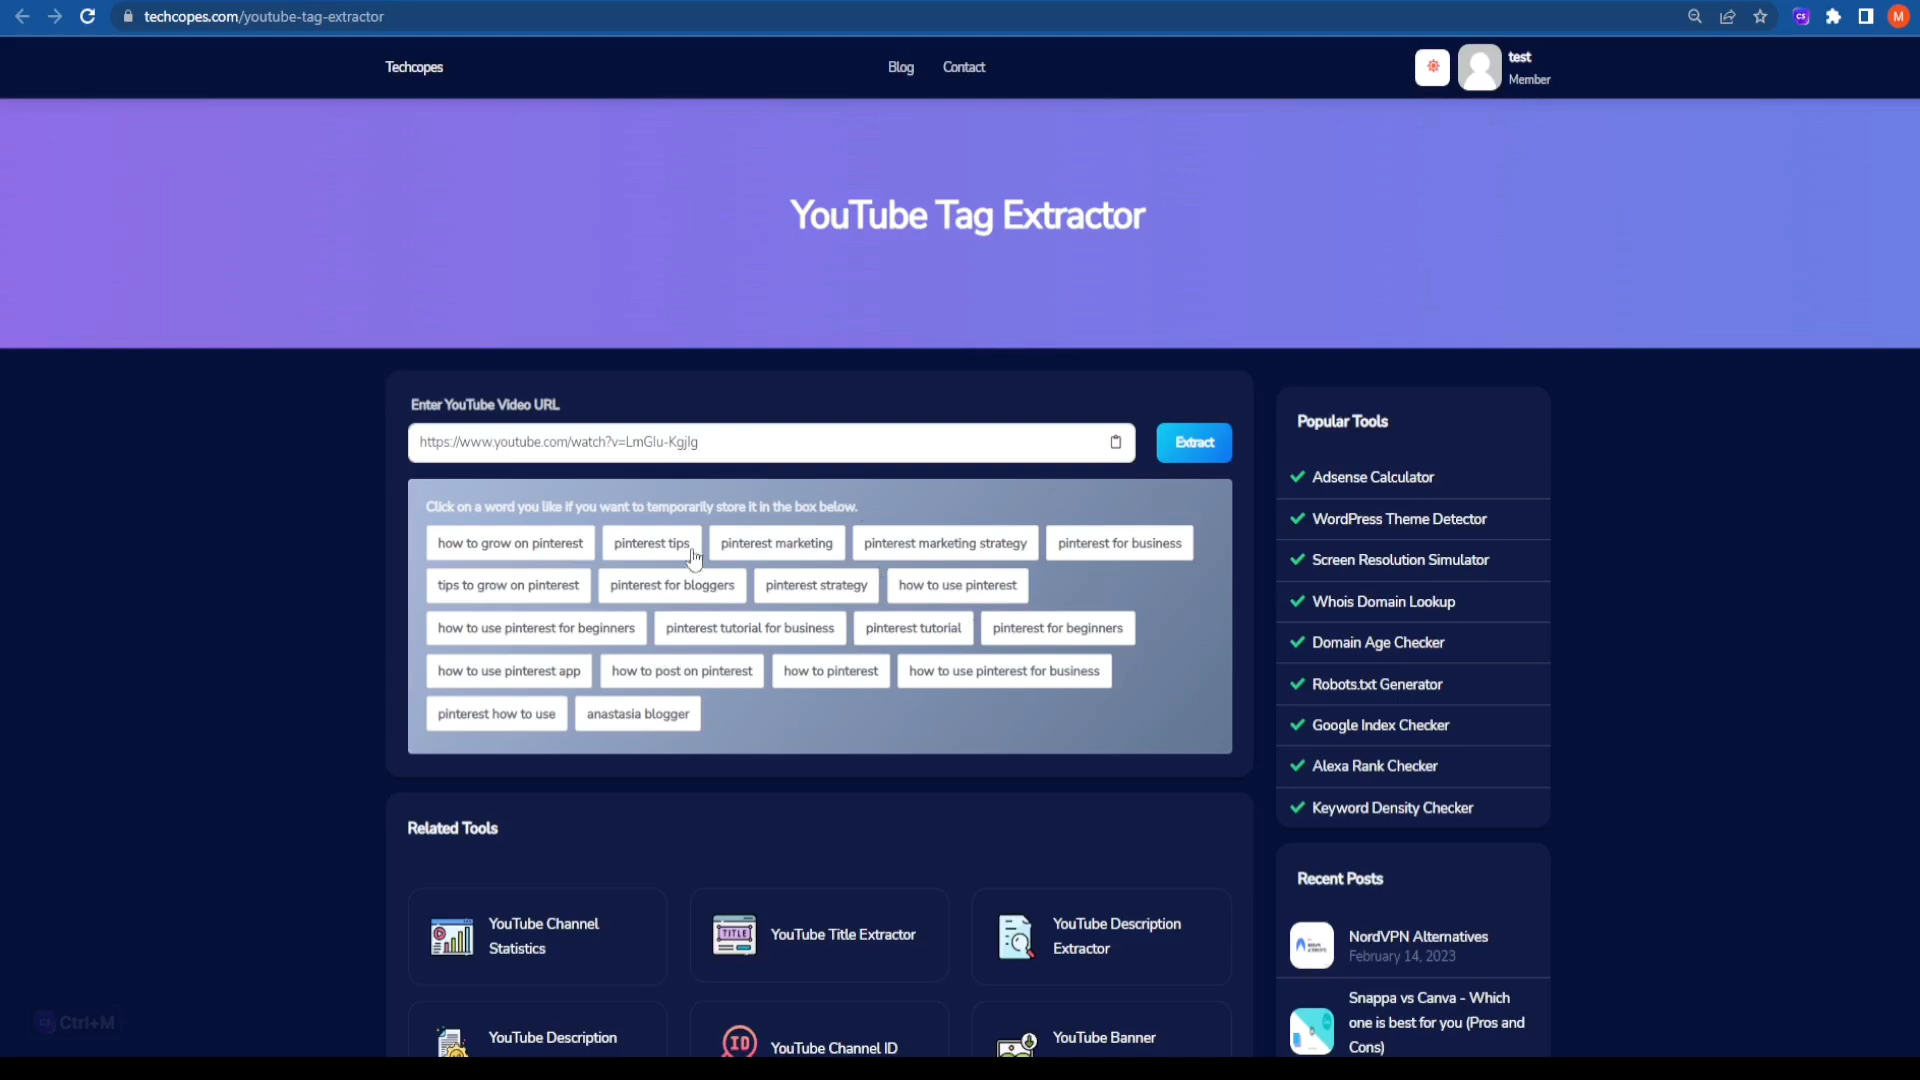 techcopes.com/youtube-tag-extractor
CS
M
Techcopes
Blog
Contact
test
Member
YouTube Tag Extractor
Enter YouTube Video URL
https://www.youtube.com/watch?v=LmGlu-KgjIg
Extract
Click on a word you like if you want to temporarily store it in the box below.
how to grow on pinterest
pinterest tips
pinterest marketing
pinterest marketing strategy
pinterest for business
tips to grow on pinterest
pinterest for bloggers
pinterest strategy
how to use pinterest
how to use pinterest for beginners
pinterest tutorial for business
pinterest tutorial
pinterest for beginners
how to use pinterest app
how to post on pinterest
how to pinterest
how to use pinterest for business
pinterest how to use
anastasia blogger
Popular Tools
Adsense Calculator
WordPress Theme Detector
Screen Resolution Simulator
Whois Domain Lookup
Domain Age Checker
Robots.txt Generator
Google Index Checker
Alexa Rank Checker
Keyword Density Checker
Related Tools
YouTube Channel
Statistics
TITLE
YouTube Title Extractor
YouTube Description
Extractor
YouTube Description
ID
YouTube Channel ID
YouTube Banner
Recent Posts
NordVPN Alternatives
February 14, 2023
Snappa vs Canva - Which
one is best for you (Pros and
Cons)
Ctrl+M